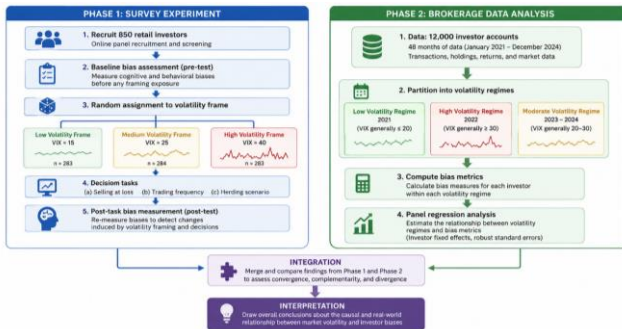 PHASE 1: SURVEY EXPERIMENT
1. Recruit 850 retail investors
Online panel recruitment and screening
2. Baseline bias assessment (pre-test)
Measure cognitive and behavioral biases
before any framing exposure
3. Random assignment to volatility frame
Low Volatility Frame
VIX ≈ 15
n = 283
Medium Volatility Frame
VIX ≈ 25
n = 284
High Volatility Frame
VIX ≈ 40
n = 283
4. Decision tasks
(a) Selling at loss (b) Trading frequency (c) Herding scenario
5. Post-task bias measurement (post-test)
Re-measure biases to detect changes
induced by volatility framing and decisions
PHASE 2: BROKERAGE DATA ANALYSIS
1. Data: 12,000 investor accounts
48 months of data (January 2021 – December 2024)
Transactions, holdings, returns, and market data
2. Partition into volatility regimes
Low Volatility Regime
2021
(VIX generally ≤ 20)
High Volatility Regime
2022
(VIX generally ≥ 30)
Moderate Volatility Regime
2023 – 2024
(VIX generally 20–30)
3. Compute bias metrics
Calculate bias measures for each investor
within each volatility regime
4. Panel regression analysis
Estimate the relationship between volatility
regimes and bias metrics
(Investor fixed effects, robust standard errors)
INTEGRATION
Merge and compare findings from Phase 1 and Phase 2
to assess convergence, complementarity, and divergence
INTERPRETATION
Draw overall conclusions about the causal and real-world
relationship between market volatility and investor biases